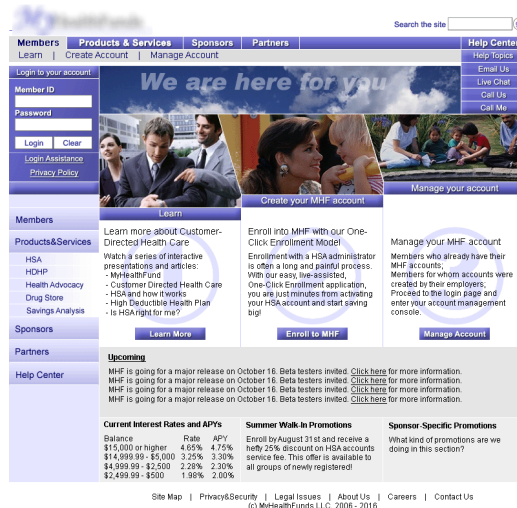 MyHealthFunds
Search the site
Members Products & Services Sponsors Partners Help Center
Learn | Create Account | Manage Account
Help Topics
Email Us
Live Chat
Call Us
Call Me
Login to your account
Member ID
Password
Login Clear
Login Assistance
Privacy Policy
We are here for you
Learn
Create your MHF account
Manage your account
Members
Products&Services
HSA
HDHP
Health Advocacy
Drug Store
Savings Analysis
Sponsors
Partners
Help Center
Learn more about Customer-
Directed Health Care
Watch a series of interactive
presentations and articles:
- MyHealthFund
- Customer Directed Health Care
- HSA and how it works
- High Deductible Health Plan
- Is HSA right for me?
Learn More
Enroll into MHF with our One-
Click Enrollment Model
Enrollment with a HSA administrator
is often a long and painful process.
With our easy, live-assisted,
One-Click Enrollment application,
you are just minutes from activating
your HSA account and start saving
big!
Enroll to MHF
Manage your MHF account
Members who already have their
MHF accounts;
Members for whom accounts were
created by their employers;
Proceed to the login page and
enter your account management
console.
Manage Account
Upcoming
MHF is going for a major release on October 16. Beta testers invited. Click here for more information.
MHF is going for a major release on October 16. Beta testers invited. Click here for more information.
MHF is going for a major release on October 16. Beta testers invited. Click here for more information.
MHF is going for a major release on October 16. Beta testers invited. Click here for more information.
Current Interest Rates and APYs
Balance Rate APY
$15,000 or higher 4.65% 4.75%
$14,999.99 - $5,000 3.25% 3.30%
$4,999.99 - $2,500 2.28% 2.30%
$2,499.99 - $500 1.98% 2.00%
Summer Walk-In Promotions
Enroll by August 31st and receive a
hefty 25% discount on HSA accounts
service fee. This offer is available to
all groups of newly registered!
Sponsor-Specific Promotions
What kind of promotions are we
doing in this section?
Site Map | Privacy&Security | Legal Issues | About Us | Careers | Contact Us
(c) MyHealthFunds LLC, 2006 - 2016